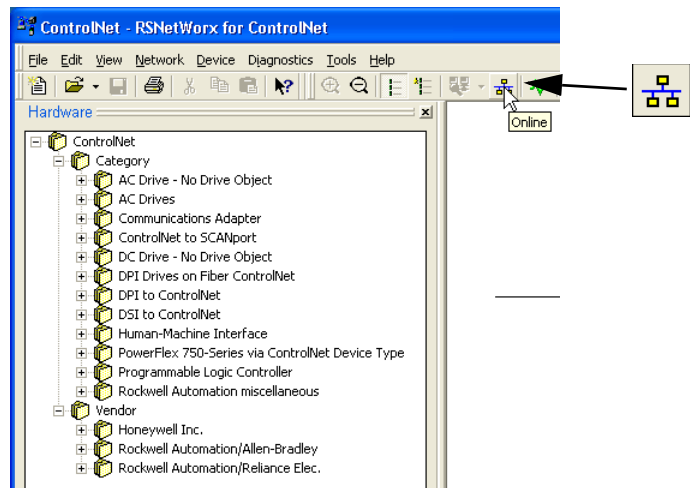 ControlNet - RSNetWorx for ControlNet
File Edit View Network Device Diagnostics Tools Help
Online
Hardware
ControlNet
Category
AC Drive - No Drive Object
AC Drives
Communications Adapter
ControlNet to SCANport
DC Drive - No Drive Object
DPI Drives on Fiber ControlNet
DPI to ControlNet
DSI to ControlNet
Human-Machine Interface
PowerFlex 750-Series via ControlNet Device Type
Programmable Logic Controller
Rockwell Automation miscellaneous
Vendor
Honeywell Inc.
Rockwell Automation/Allen-Bradley
Rockwell Automation/Reliance Elec.